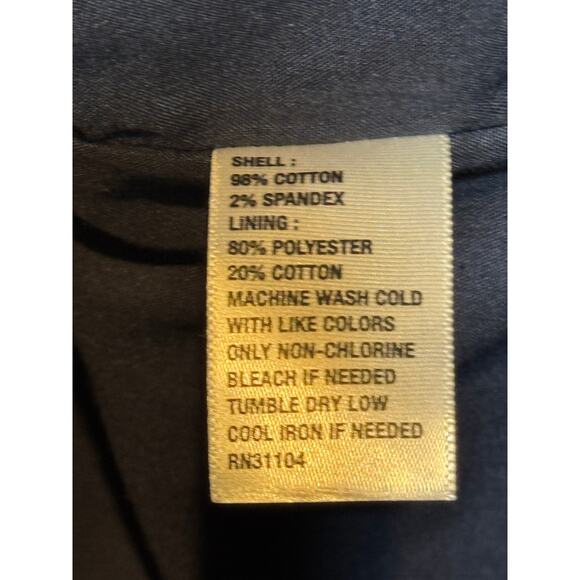 SHELL :
98% COTTON
2% SPANDEX
LINING :
80% POLYESTER
20% COTTON
MACHINE WASH COLD
WITH LIKE COLORS
ONLY NON-CHLORINE
BLEACH IF NEEDED
TUMBLE DRY LOW
COOL IRON IF NEEDED
RN31104